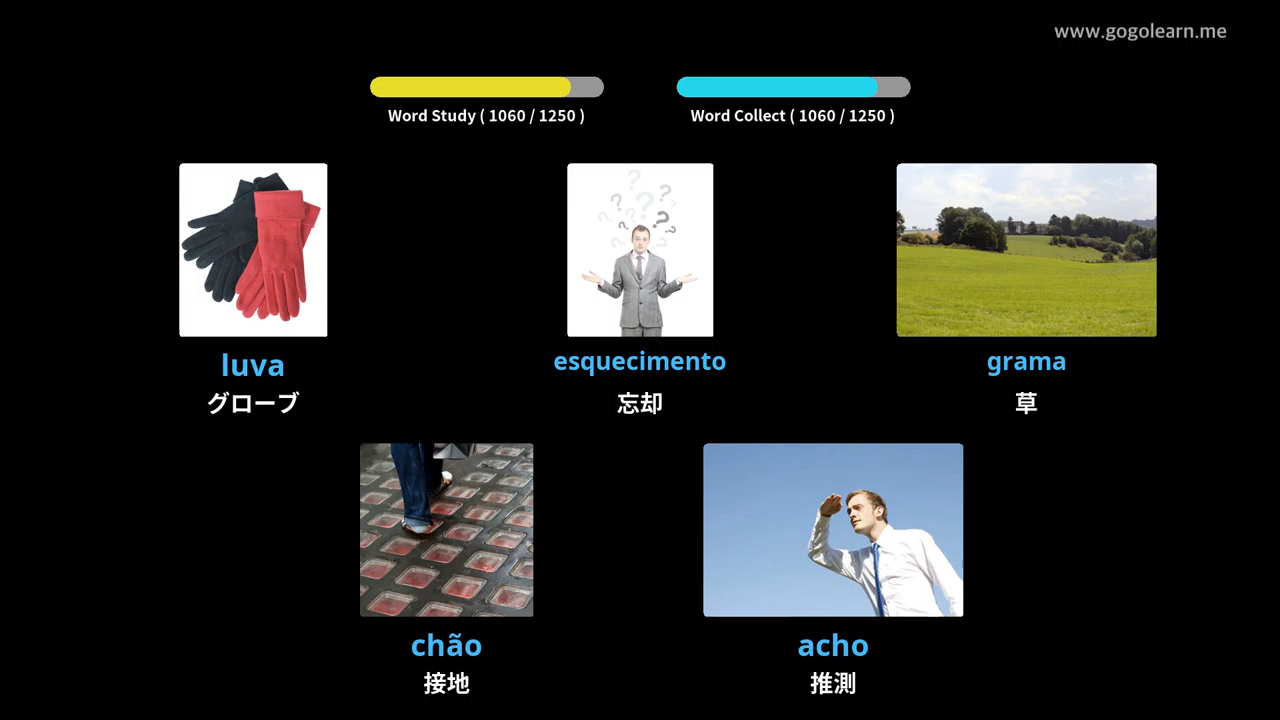 www.gogolearn.me
Word Study ( 1060 / 1250 )
Word Collect ( 1060 / 1250 )
luva
グローブ
esquecimento
忘却
grama
草
chão
接地
acho
推測